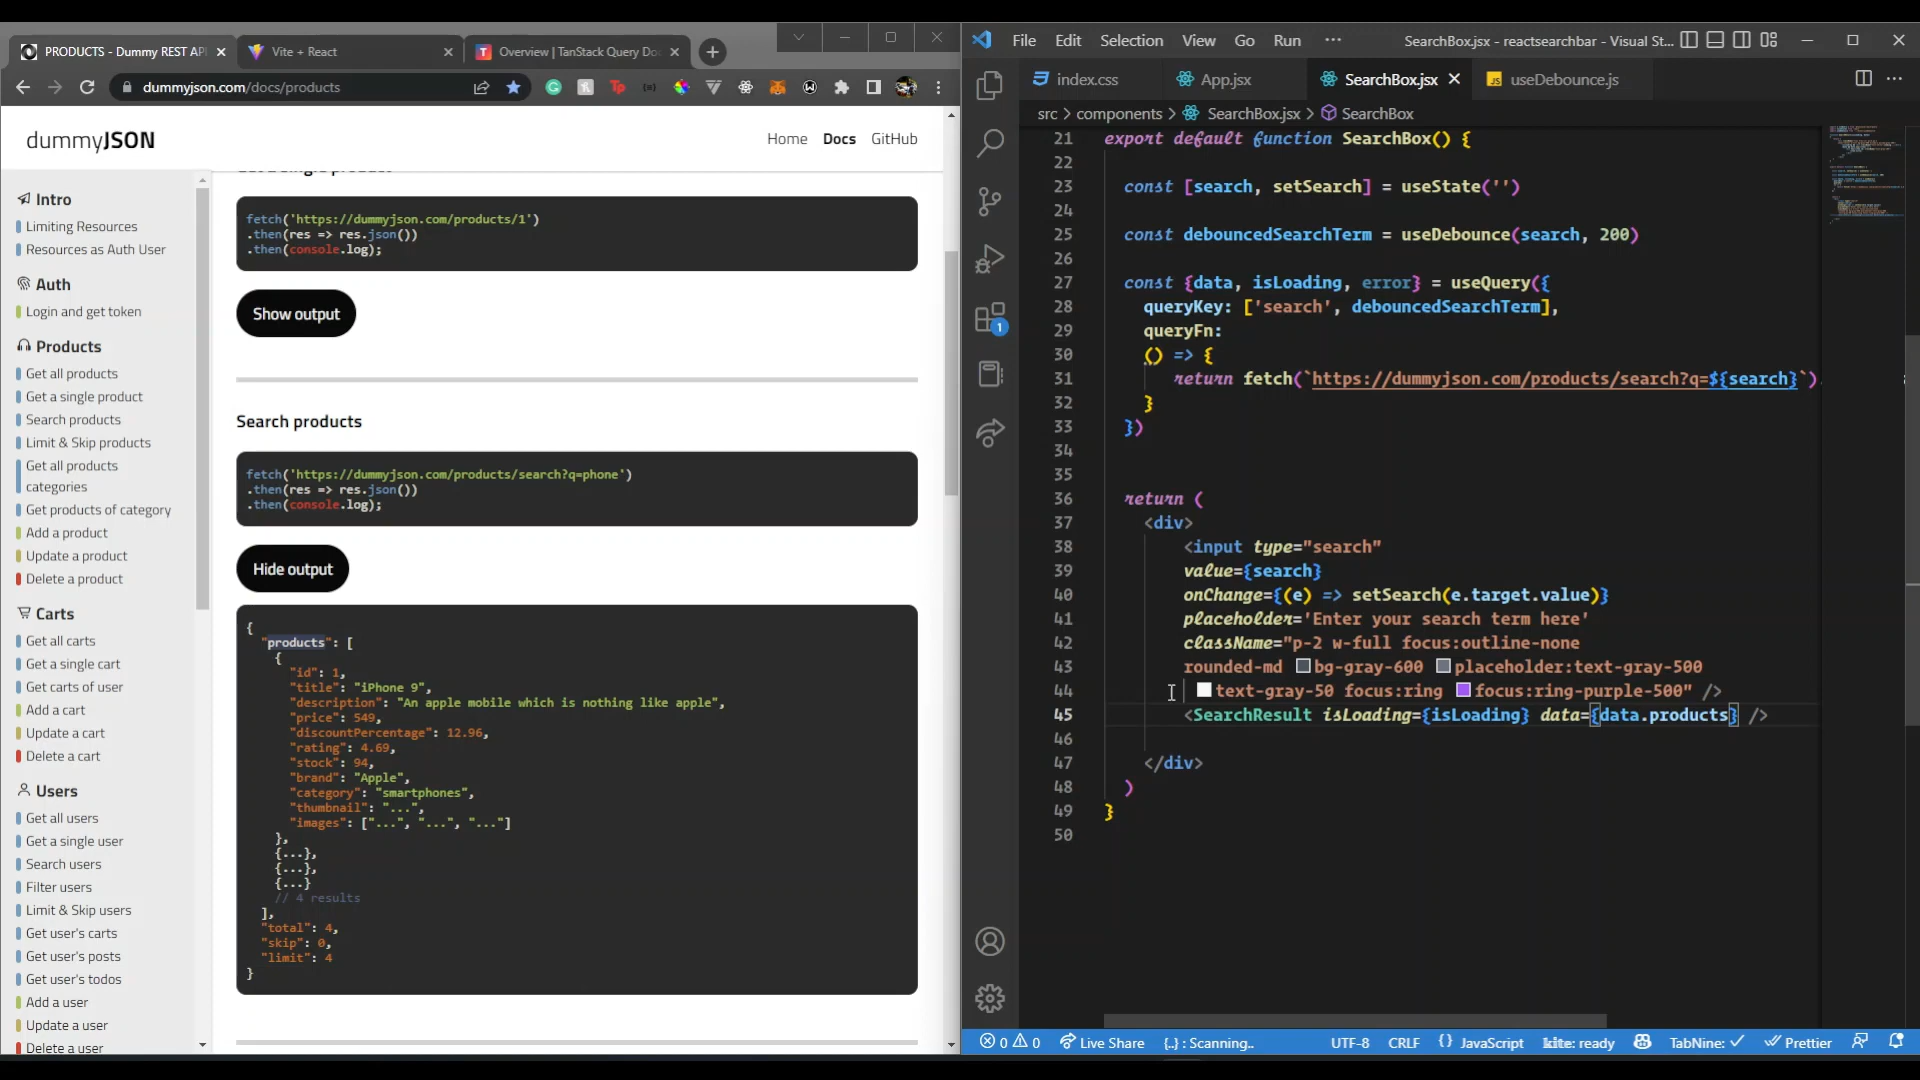 PRODUCTS - Dummy REST API
Vite + React
Overview | TanStack Query Do
dummyjson.com/docs/products
dummyJSON
Home
Docs
GitHub
Intro
Limiting Resources
Resources as Auth User
Auth
Login and get token
Products
Get all products
Get a single product
Search products
Limit & Skip products
Get all products
categories
Get products of category
Add a product
Update a product
Delete a product
Carts
Get all carts
Get a single cart
Get carts of user
Add a cart
Update a cart
Delete a cart
Users
Get all users
Get a single user
Search users
Filter users
Limit & Skip users
Get user's carts
Get user's posts
Get user's todos
Add a user
Update a user
Delete a user
fetch('https://dummyjson.com/products/1')
.then(res => res.json())
.then(console.log);
Show output
Search products
fetch('https://dummyjson.com/products/search?q=phone')
.then(res => res.json())
.then(console.log);
Hide output
{
"products": [
{
"id": 1,
"title": "iPhone 9",
"description": "An apple mobile which is nothing like apple",
"price": 549,
"discountPercentage": 12.96,
"rating": 4.69,
"stock": 94,
"brand": "Apple",
"category": "smartphones",
"thumbnail": "...",
"images": ["...", "...", "..."]
},
{...},
{...},
{...}
// 4 results
],
"total": 4,
"skip": 0,
"limit": 4
}
File Edit Selection View Go Run ···
SearchBox.jsx - reactsearchbar - Visual St...
index.css
App.jsx
SearchBox.jsx
useDebounce.js
src > components > SearchBox.jsx > SearchBox
21 export default function SearchBox() {
22
23 const [search, setSearch] = useState('')
24
25 const debouncedSearchTerm = useDebounce(search, 200)
26
27 const {data, isLoading, error} = useQuery({
28 queryKey: ['search', debouncedSearchTerm],
29 queryFn:
30 () => {
31 return fetch(`https://dummyjson.com/products/search?q=${search}`)
32 }
33 })
34
35
36 return (
37 <div>
38 <input type="search"
39 value={search}
40 onChange={(e) => setSearch(e.target.value)}
41 placeholder='Enter your search term here'
42 className="p-2 w-full focus:outline-none
43 rounded-md bg-gray-600 placeholder:text-gray-500
44 text-gray-50 focus:ring focus:ring-purple-500" />
45 <SearchResult isLoading={isLoading} data={data.products} />
46
47 </div>
48 )
49 }
50
1
0 0
Live Share
{..} : Scanning..
UTF-8
CRLF
{} JavaScript
kite: ready
TabNine: ✓
Prettier